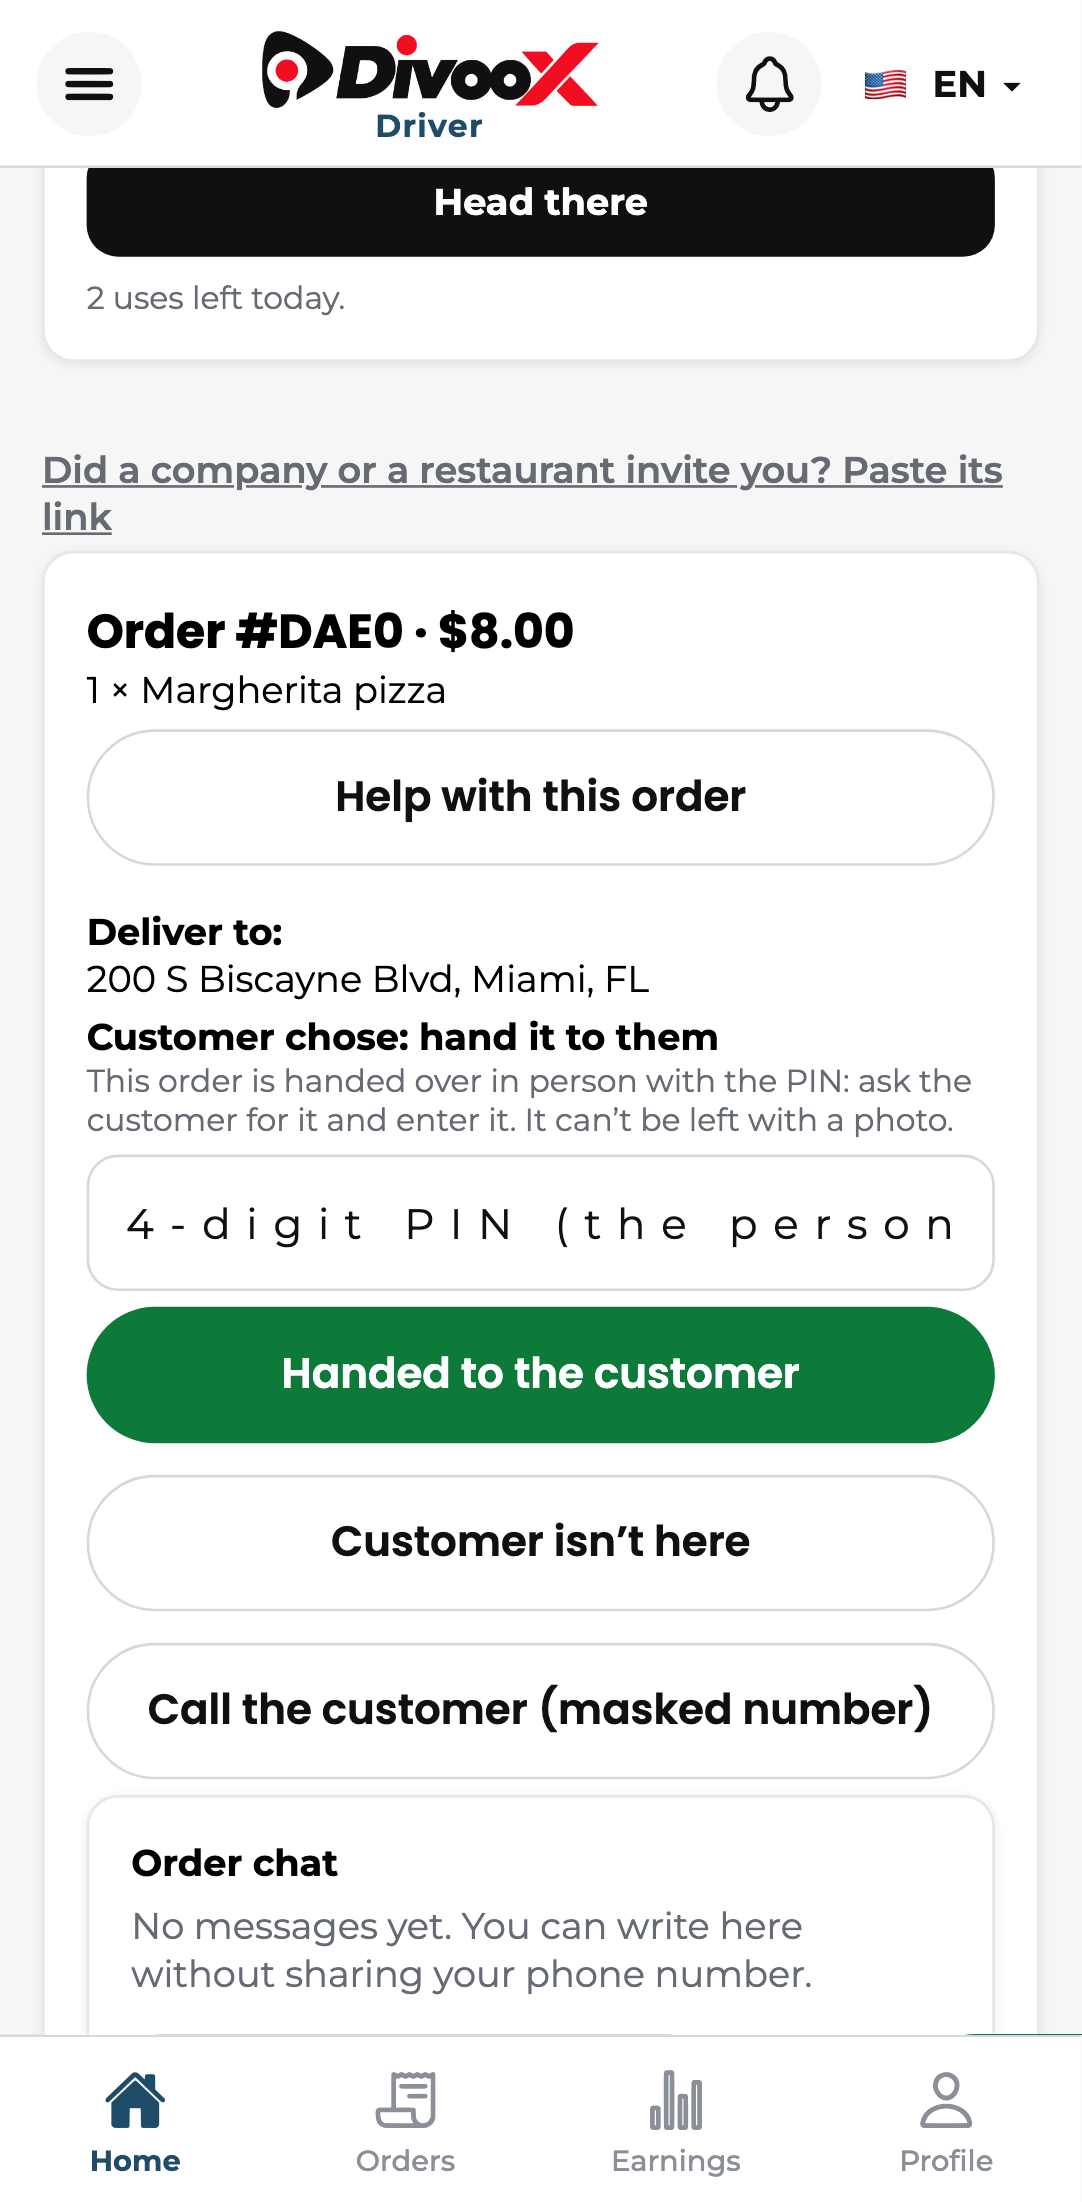 DivooX
Driver
EN
Head there
2 uses left today.
Did a company or a restaurant invite you? Paste its
link
Order #DAE0 · $8.00
1 × Margherita pizza
Help with this order
Deliver to:
200 S Biscayne Blvd, Miami, FL
Customer chose: hand it to them
This order is handed over in person with the PIN: ask the
customer for it and enter it. It can’t be left with a photo.
4-digit PIN (the person
Handed to the customer
Customer isn’t here
Call the customer (masked number)
Order chat
No messages yet. You can write here
without sharing your phone number.
Home
Orders
Earnings
Profile